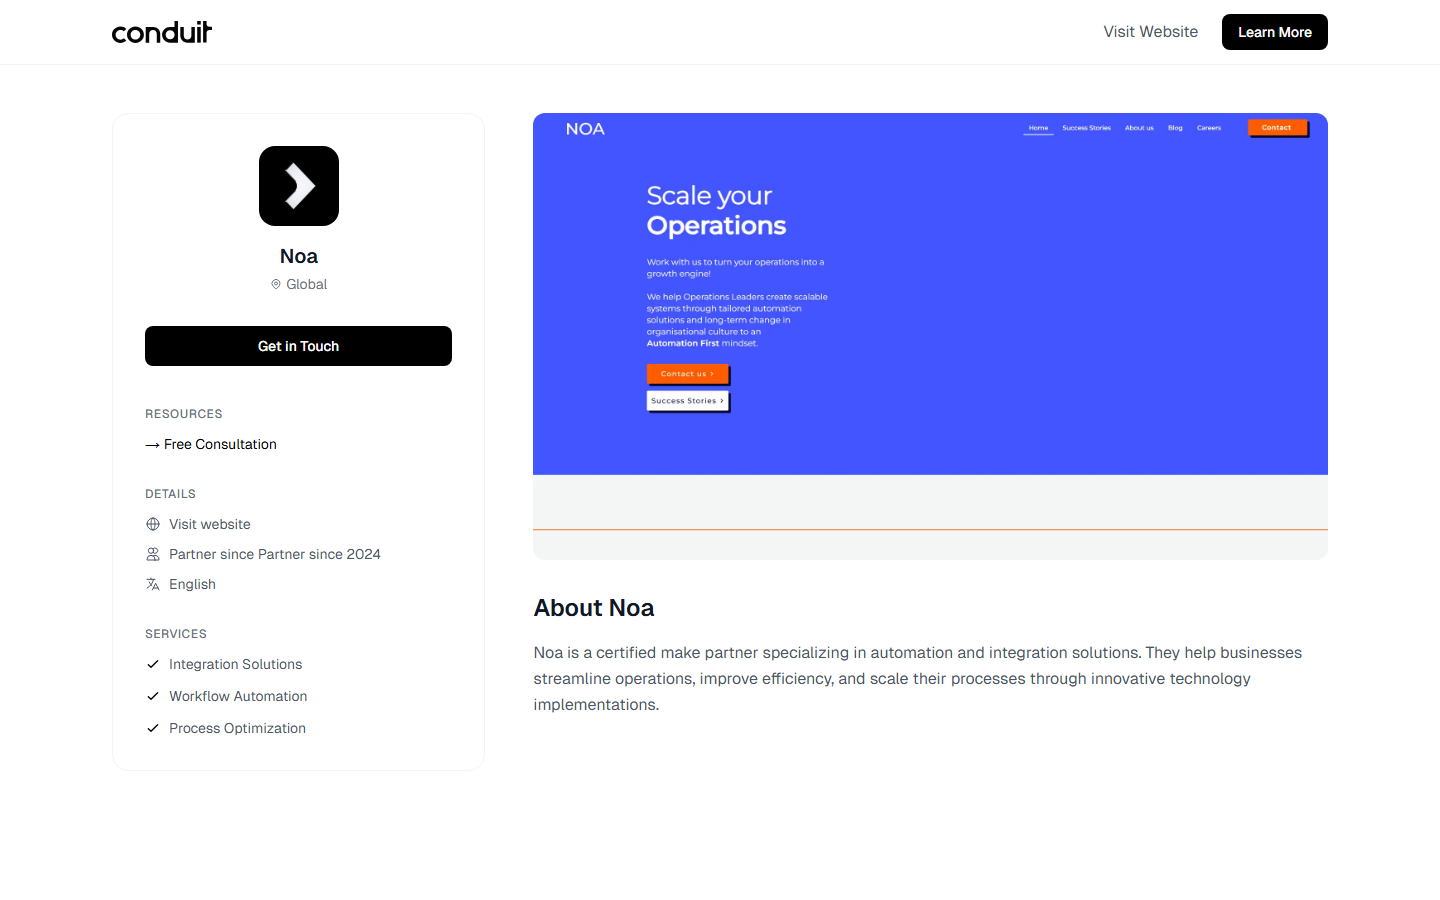 conduit
Visit Website
Learn More
Noa
Global
Get in Touch
RESOURCES
→ Free Consultation
DETAILS
Visit website
Partner since Partner since 2024
English
SERVICES
Integration Solutions
Workflow Automation
Process Optimization
NOA
Home
Success Stories
About us
Blog
Careers
Contact
Scale your
Operations
Work with us to turn your operations into a
growth engine!
We help Operations Leaders create scalable
systems through tailored automation
solutions and long-term change in
organisational culture to an
Automation First mindset.
Contact us ›
Success Stories ›
About Noa
Noa is a certified make partner specializing in automation and integration solutions. They help businesses
streamline operations, improve efficiency, and scale their processes through innovative technology
implementations.